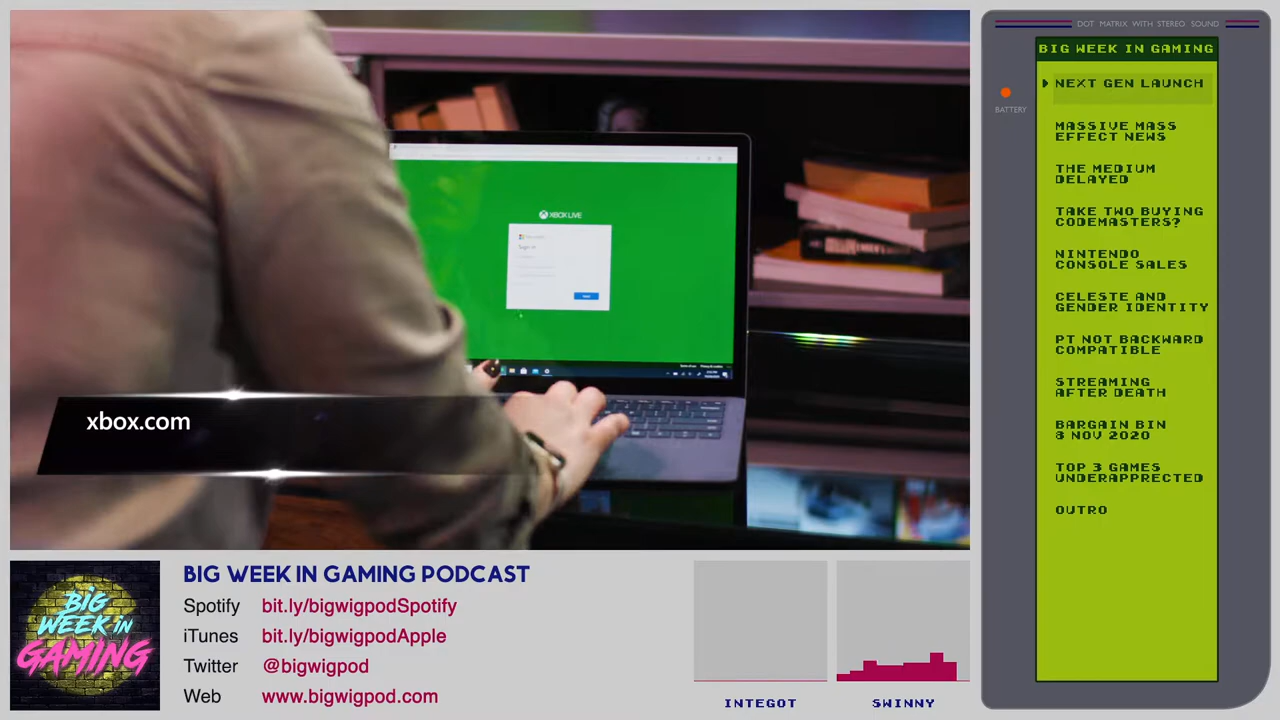 DOT MATRIX WITH STEREO SOUND
BIG WEEK IN GAMING
NEXT GEN LAUNCH
BATTERY
MASSIVE MASS
EFFECT NEWS
THE MEDIUM
DELAYED
TAKE TWO BUYING
CODEMASTERS?
NINTENDO
CONSOLE SALES
CELESTE AND
GENDER IDENTITY
PT NOT BACKWARD
COMPATIBLE
STREAMING
AFTER DEATH
BARGAIN BIN
8 NOV 2020
TOP 3 GAMES
UNDERAPPRECTED
OUTRO
XBOX LIVE
Sign in
xbox.com
BIG WEEK IN GAMING
BIG WEEK IN GAMING PODCAST
Spotify bit.ly/bigwigpodSpotify
iTunes bit.ly/bigwigpodApple
Twitter @bigwigpod
Web www.bigwigpod.com
INTEGOT
SWINNY